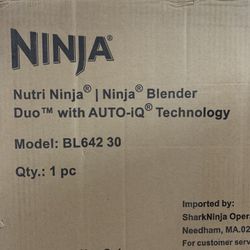 NINJA®
Nutri Ninja® | Ninja® Blender
Duo™ with AUTO-iQ® Technology
Model: BL642 30
Qty.: 1 pc
Imported by:
SharkNinja Oper
Needham, MA.02
For customer serv